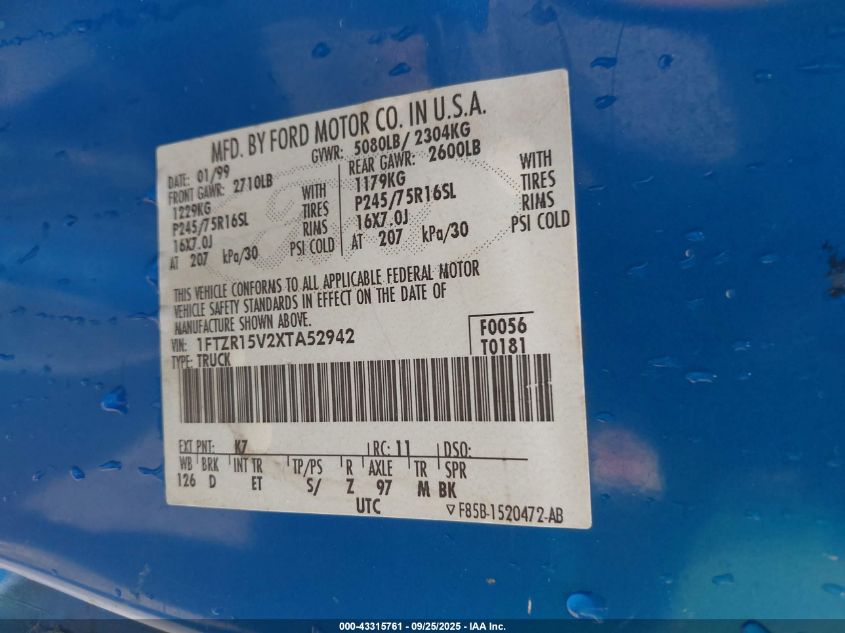 MFD. BY FORD MOTOR CO. IN U.S.A.
DATE: 01/99 GVWR: 5080LB/ 2304KG
FRONT GAWR: 2710LB REAR GAWR: 2600LB
1229KG WITH 1179KG WITH
P245/75R16SL TIRES P245/75R16SL TIRES
16X7.0J RIMS 16X7.0J RIMS
AT 207 kPa/30 PSI COLD AT 207 kPa/30 PSI COLD
THIS VEHICLE CONFORMS TO ALL APPLICABLE FEDERAL MOTOR
VEHICLE SAFETY STANDARDS IN EFFECT ON THE DATE OF
MANUFACTURE SHOWN ABOVE.
VIN: 1FTZR15V2XTA52942 F0056
TYPE: TRUCK T0181
EXT PNT: K7 RC: 11 DSO:
WB BRK INT TR TP/PS R AXLE TR SPR
126 D ET S/ Z 97 M BK
UTC ▽F85B-1520472-AB
000-43315761 - 09/25/2025 - IAA Inc.